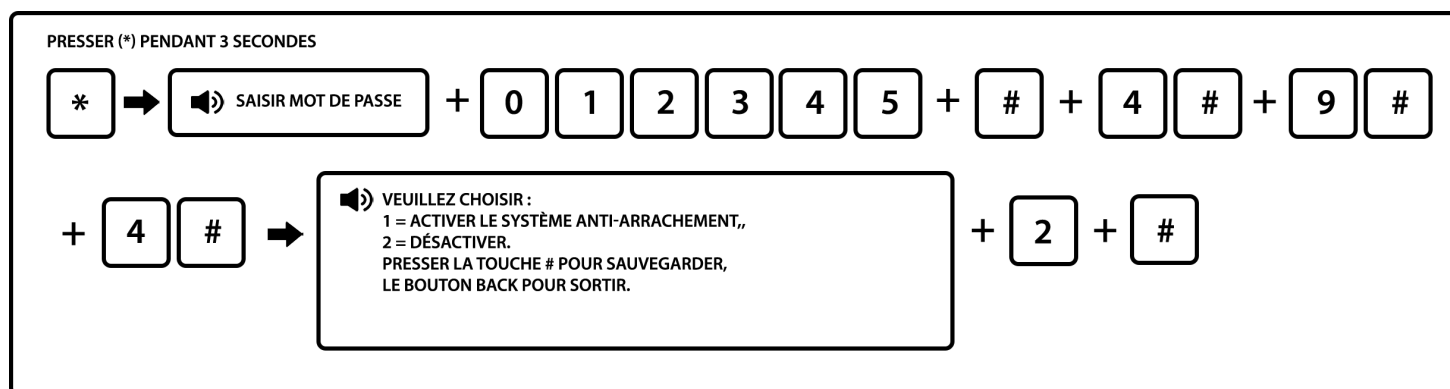 PRESSER (*) PENDANT 3 SECONDES
* SAISIR MOT DE PASSE + 0 1 2 3 4 5 + # + 4 # + 9 #
+ 4 # VEUILLEZ CHOISIR :
1 = ACTIVER LE SYSTÈME ANTI-ARRACHEMENT,,
2 = DÉSACTIVER.
PRESSER LA TOUCHE # POUR SAUVEGARDER,
LE BOUTON BACK POUR SORTIR.
+ 2 + #